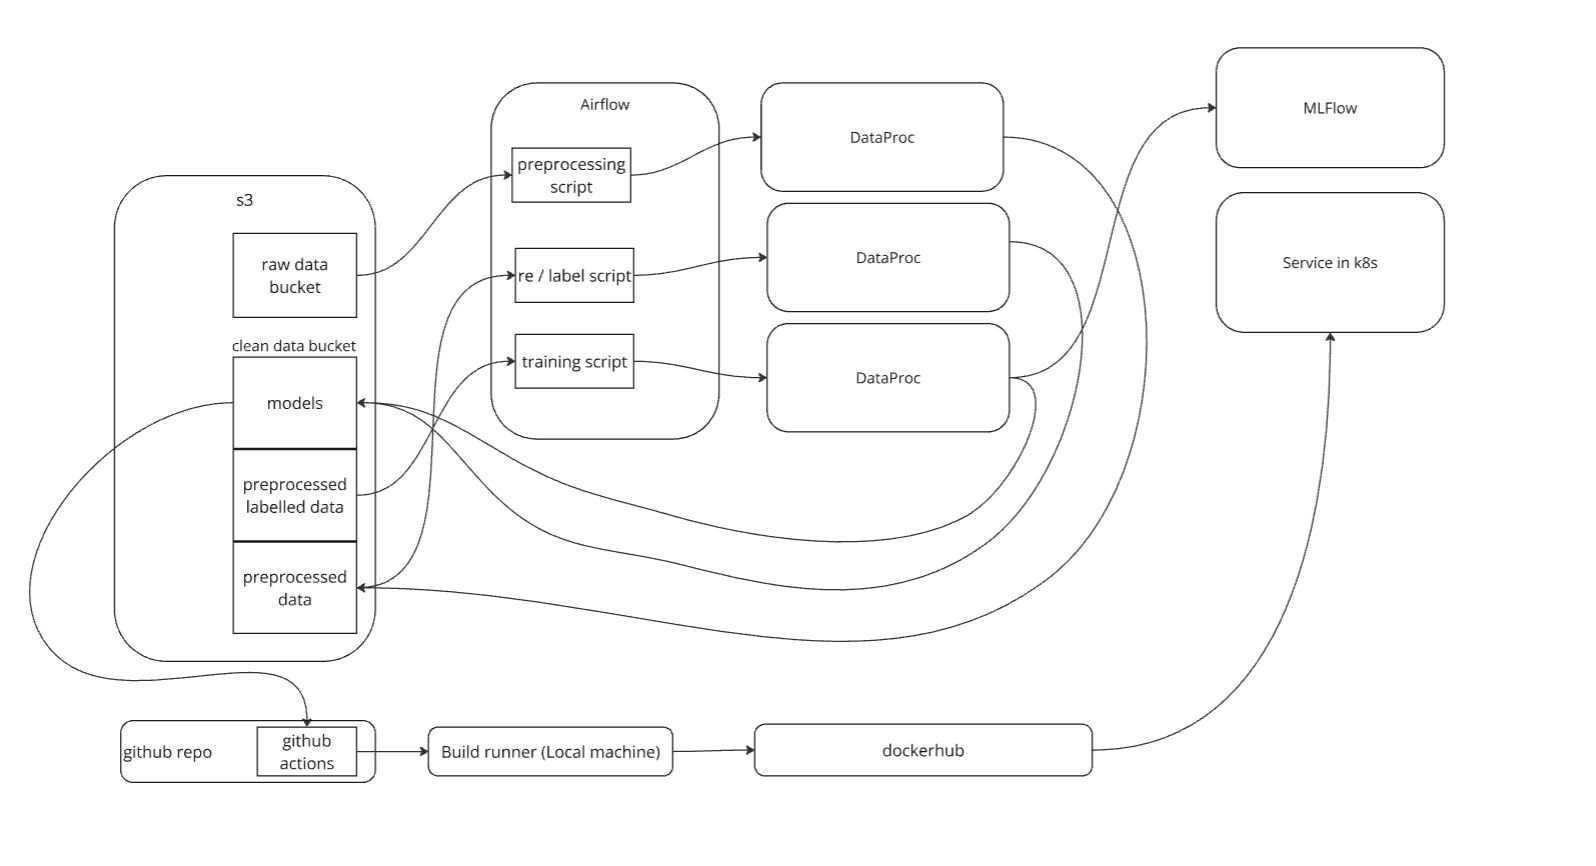 Airflow
preprocessing
script
re / label script
training script
DataProc
DataProc
DataProc
MLFlow
Service in k8s
s3
raw data
bucket
clean data bucket
models
preprocessed
labelled data
preprocessed
data
github repo
github
actions
Build runner (Local machine)
dockerhub